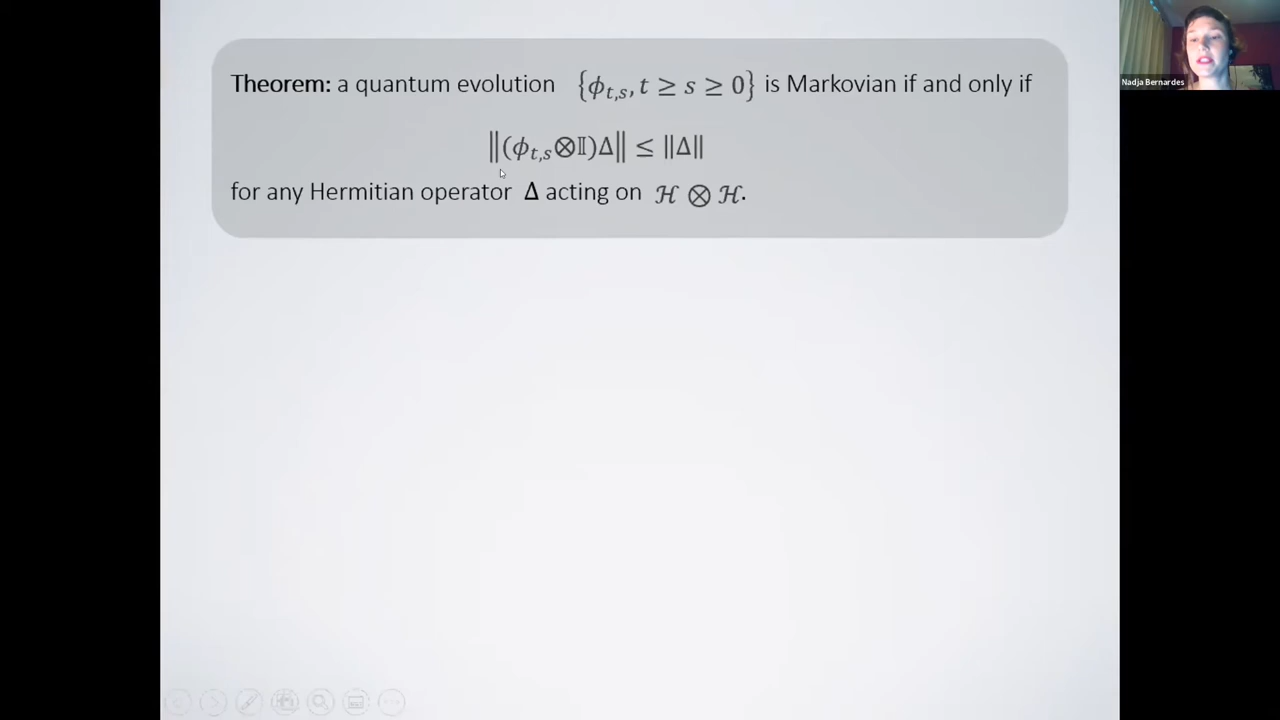 Theorem: a quantum evolution {ϕ_{t,s}, t ≥ s ≥ 0} is Markovian if and only if
‖(ϕ_{t,s}⊗𝕀)Δ‖ ≤ ‖Δ‖
for any Hermitian operator Δ acting on ℋ ⊗ ℋ.
Nadja Bernardes